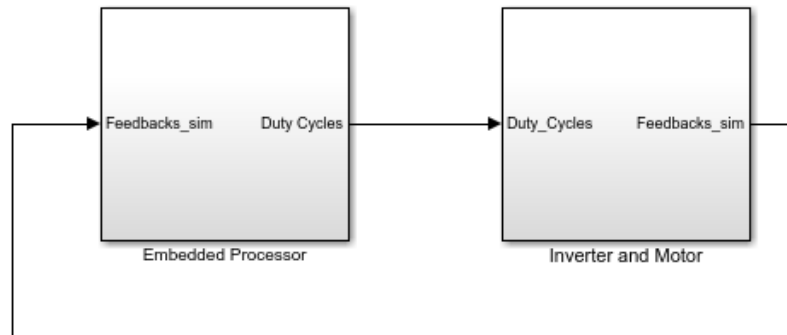 Feedbacks_sim
Duty Cycles
Duty_Cycles
Feedbacks_sim
Embedded Processor
Inverter and Motor